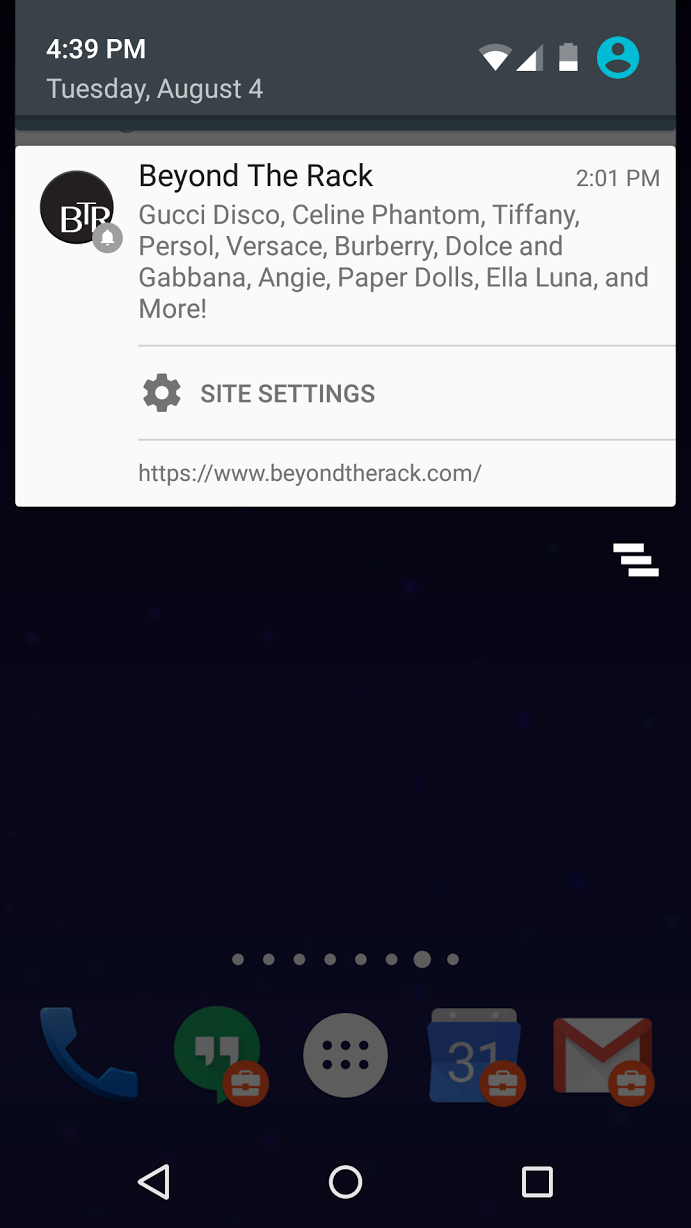 4:39 PM
Tuesday, August 4
Beyond The Rack
2:01 PM
BTR
Gucci Disco, Celine Phantom, Tiffany,
Persol, Versace, Burberry, Dolce and
Gabbana, Angie, Paper Dolls, Ella Luna, and
More!
SITE SETTINGS
https://www.beyondtherack.com/
31